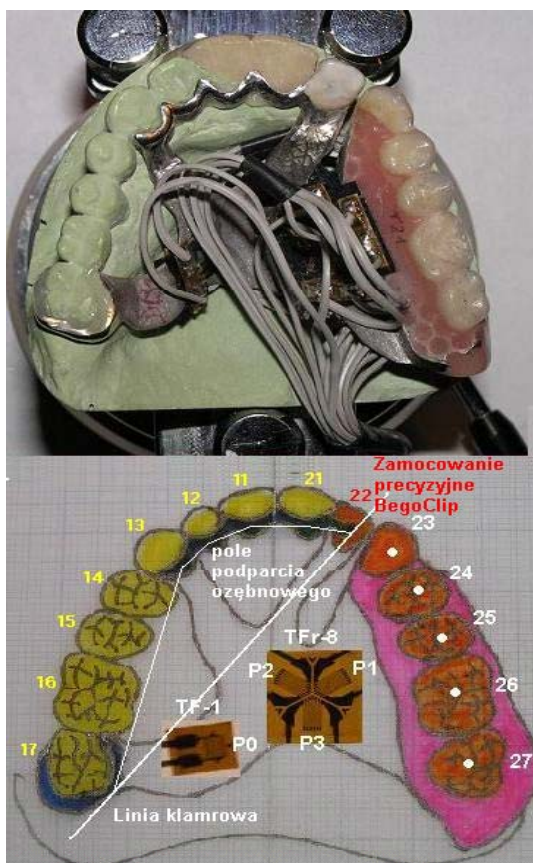 Zamocowanie
precyzyjne
BegoClip
11
21
22
12
23
13
pole
podparcia
ozębnowego
14
24
15
25
TFr-8
P2
P1
16
26
TF-1
P3
P0
17
27
Linia klamrowa